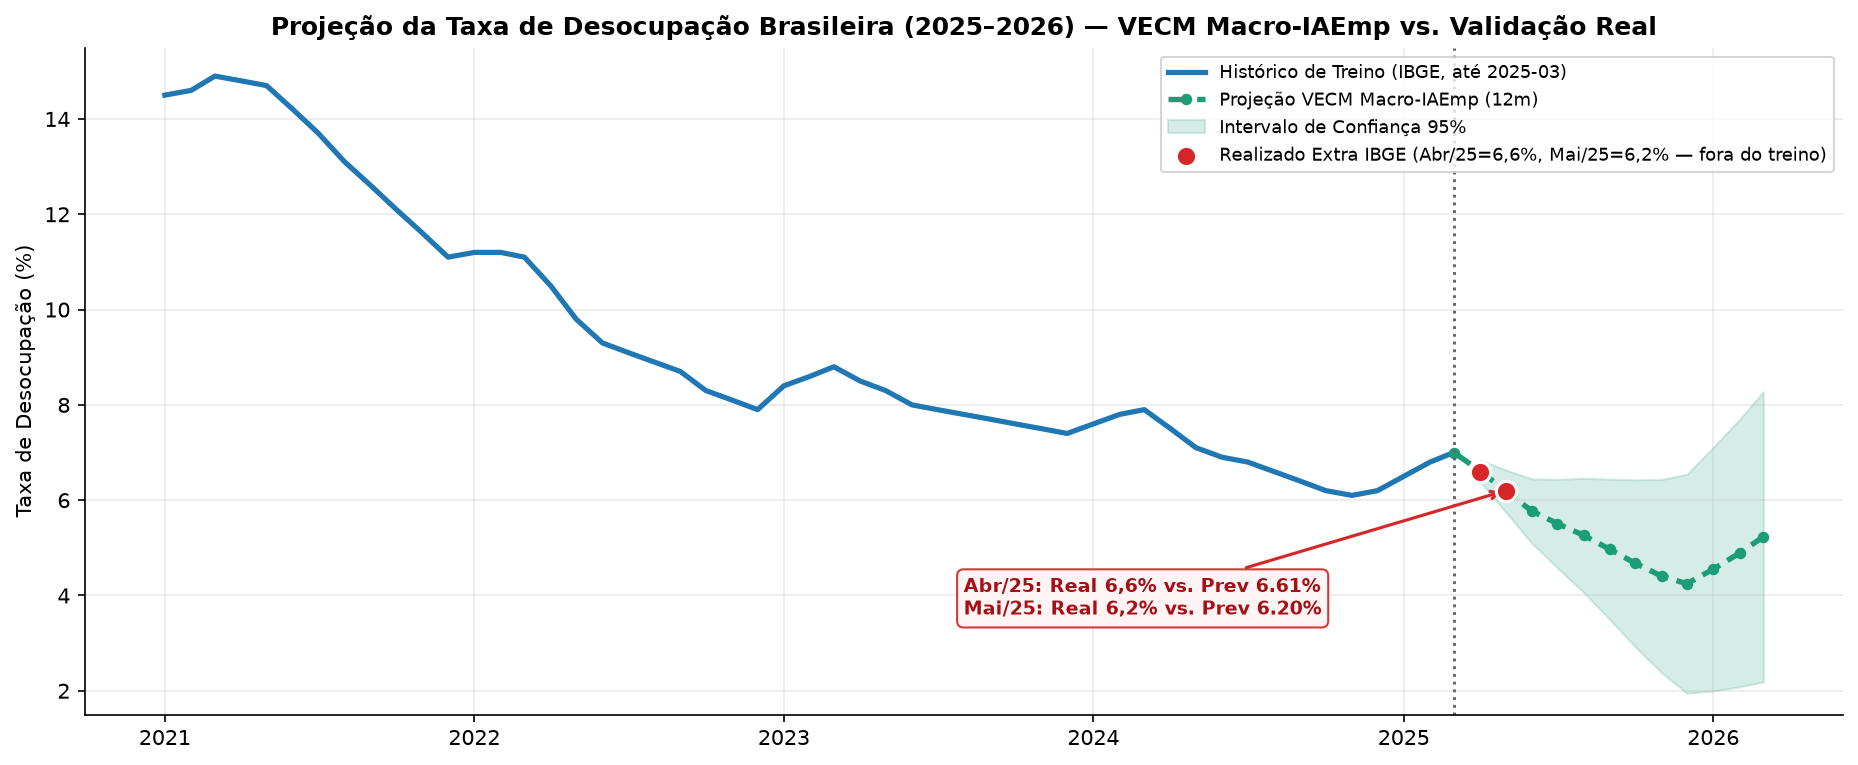 Projeção da Taxa de Desocupação Brasileira (2025–2026) — VECM Macro-IAEmp vs. Validação Real
Histórico de Treino (IBGE, até 2025-03)
Projeção VECM Macro-IAEmp (12m)
Intervalo de Confiança 95%
Realizado Extra IBGE (Abr/25=6,6%, Mai/25=6,2% — fora do treino)
Taxa de Desocupação (%)
14
12
10
8
6
4
2
Abr/25: Real 6,6% vs. Prev 6.61%
Mai/25: Real 6,2% vs. Prev 6.20%
2021
2022
2023
2024
2025
2026